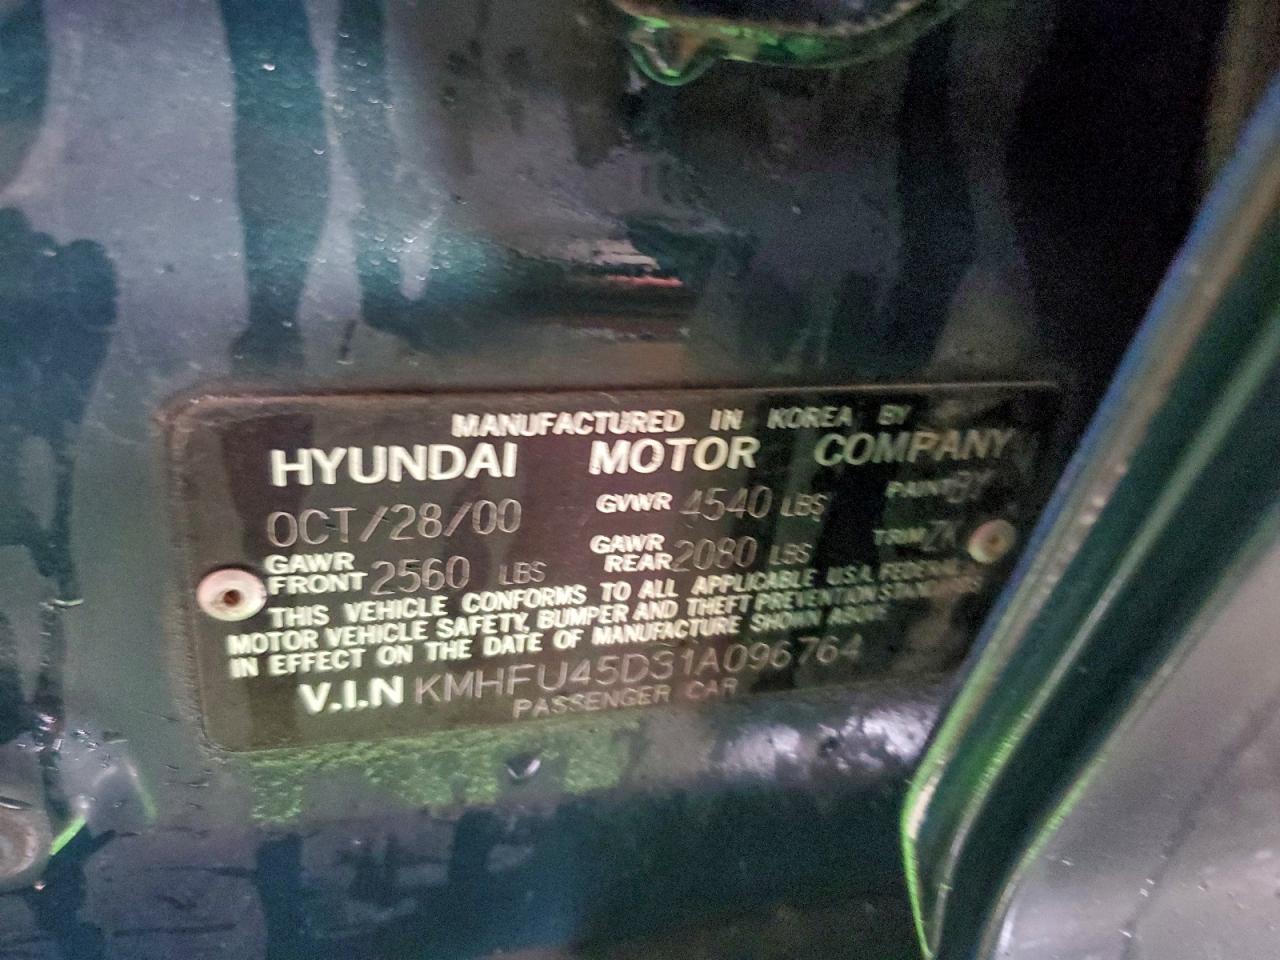 MANUFACTURED IN KOREA BY
HYUNDAI MOTOR COMPANY
OCT/28/00 GVWR 4540 LBS PAINT
GAWR FRONT 2560 LBS GAWR REAR 2080 LBS TRIM
THIS VEHICLE CONFORMS TO ALL APPLICABLE U.S.A. FEDERAL
MOTOR VEHICLE SAFETY, BUMPER AND THEFT PREVENTION STANDARDS
IN EFFECT ON THE DATE OF MANUFACTURE SHOWN ABOVE
V.I.N KMHFU45D31A096764
PASSENGER CAR